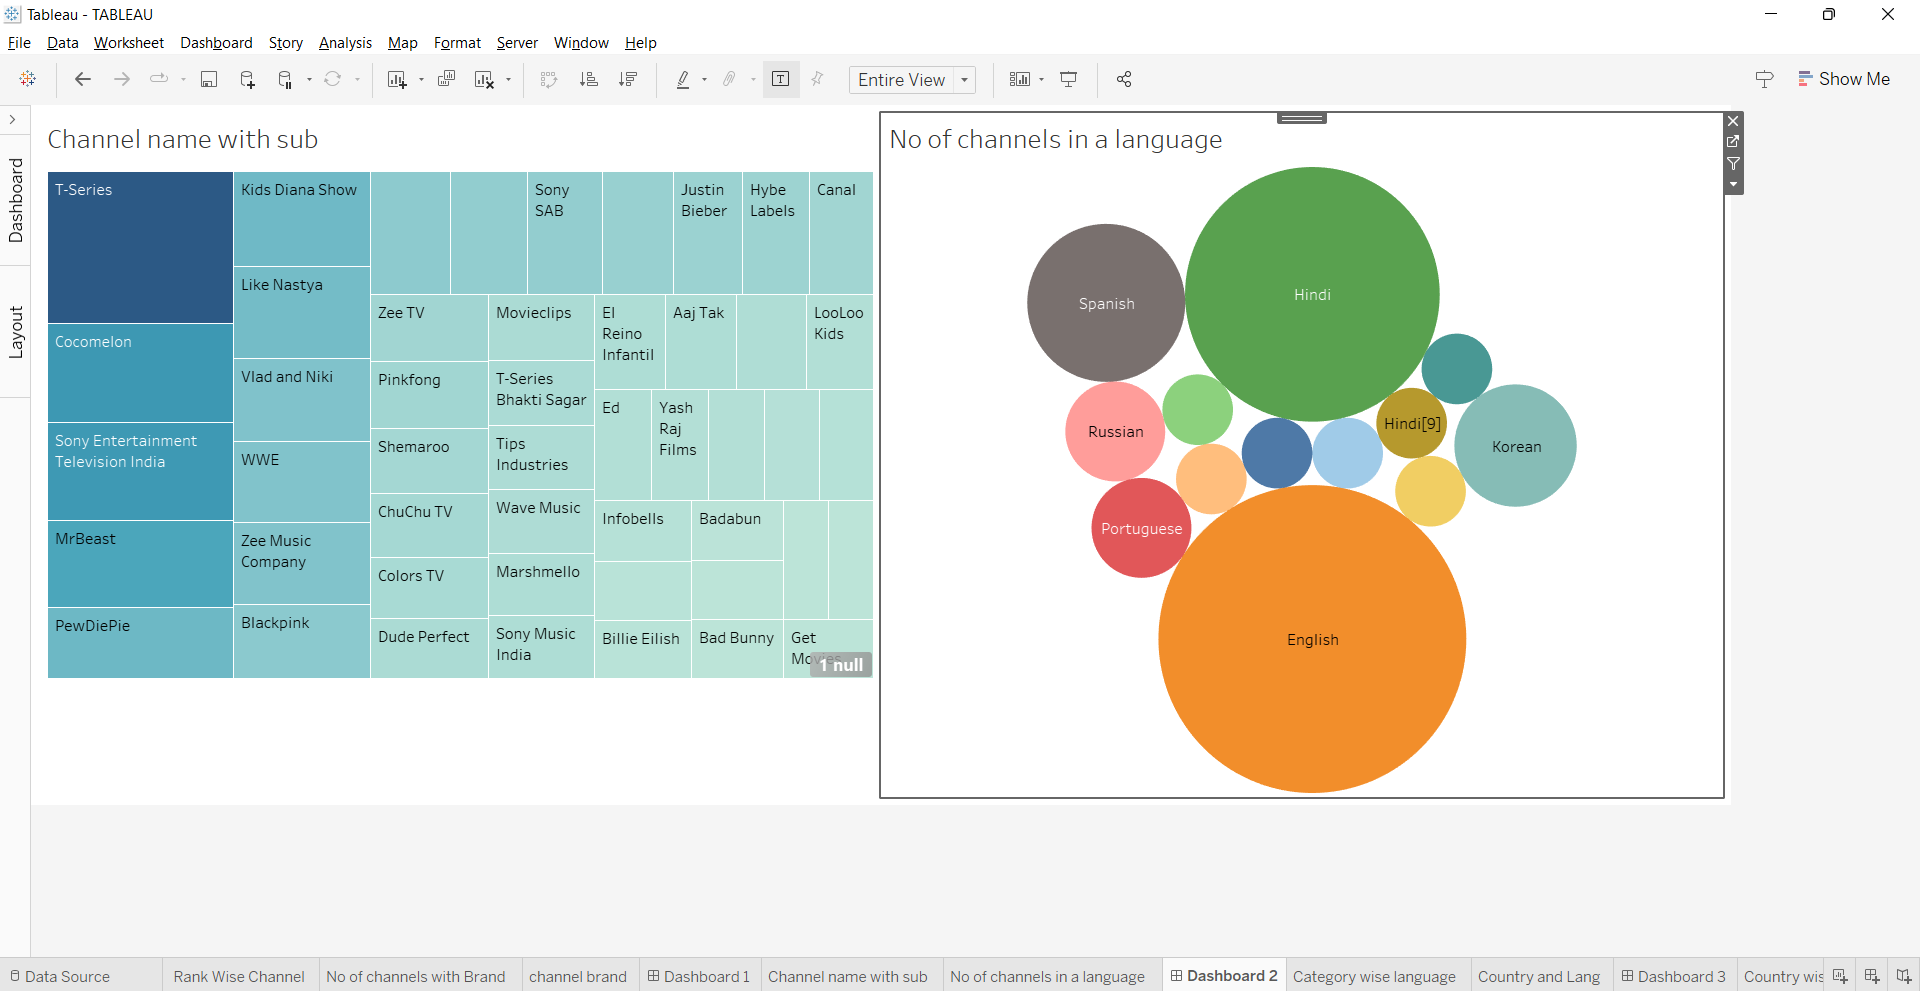 Tableau - TABLEAU
File Data Worksheet Dashboard Story Analysis Map Format Server Window Help
Entire View
Show Me
Dashboard
Layout
Channel name with sub
T-Series
Cocomelon
Sony Entertainment
Television India
MrBeast
PewDiePie
Kids Diana Show
Like Nastya
Vlad and Niki
WWE
Zee Music
Company
Blackpink
Sony
SAB
Justin
Bieber
Hybe
Labels
Canal
Zee TV
Pinkfong
Shemaroo
ChuChu TV
Colors TV
Dude Perfect
Movieclips
T-Series
Bhakti Sagar
Tips
Industries
Wave Music
Marshmello
Sony Music
India
El
Reino
Infantil
Aaj Tak
LooLoo
Kids
Ed
Yash
Raj
Films
Infobells
Badabun
Billie Eilish
Bad Bunny
Get
Movies
1 null
No of channels in a language
Spanish
Hindi
Russian
Hindi[9]
Korean
Portuguese
English
Data Source
Rank Wise Channel
No of channels with Brand
channel brand
Dashboard 1
Channel name with sub
No of channels in a language
Dashboard 2
Category wise language
Country and Lang
Dashboard 3
Country wis